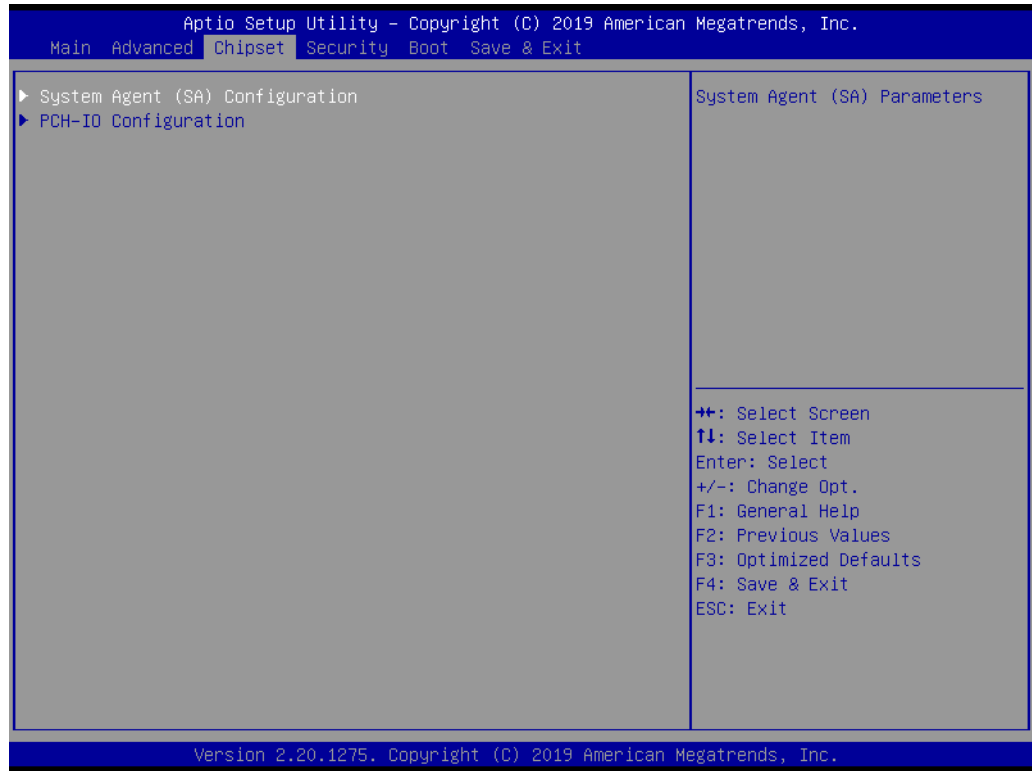 Aptio Setup Utility – Copyright (C) 2019 American Megatrends, Inc.
Main Advanced Chipset Security Boot Save & Exit
▶ System Agent (SA) Configuration
▶ PCH-IO Configuration
System Agent (SA) Parameters
→←: Select Screen
↑↓: Select Item
Enter: Select
+/-: Change Opt.
F1: General Help
F2: Previous Values
F3: Optimized Defaults
F4: Save & Exit
ESC: Exit
Version 2.20.1275. Copyright (C) 2019 American Megatrends, Inc.